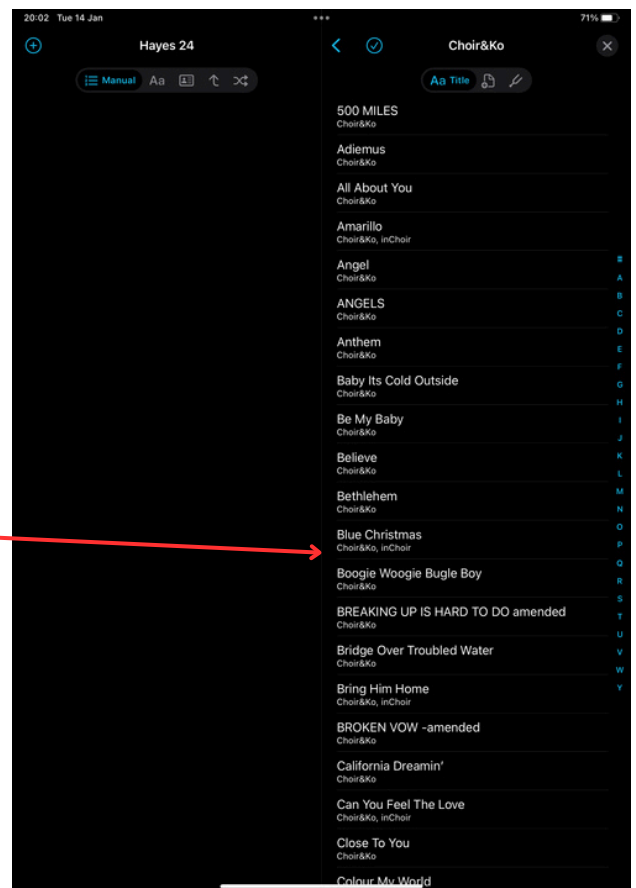 20:02 Tue 14 Jan
71%
Hayes 24
Manual Aa
Choir&Ko
Aa Title
500 MILES
Choir&Ko
Adiemus
Choir&Ko
All About You
Choir&Ko
Amarillo
Choir&Ko, inChoir
Angel
Choir&Ko
ANGELS
Choir&Ko
Anthem
Choir&Ko
Baby Its Cold Outside
Choir&Ko
Be My Baby
Choir&Ko
Believe
Choir&Ko
Bethlehem
Choir&Ko
Blue Christmas
Choir&Ko, inChoir
Boogie Woogie Bugle Boy
Choir&Ko
BREAKING UP IS HARD TO DO amended
Choir&Ko
Bridge Over Troubled Water
Choir&Ko
Bring Him Home
Choir&Ko, inChoir
BROKEN VOW -amended
Choir&Ko
California Dreamin’
Choir&Ko
Can You Feel The Love
Choir&Ko, inChoir
Close To You
Choir&Ko
Colour My World
#
A
B
C
D
E
F
G
H
I
J
K
L
M
N
O
P
Q
R
S
T
U
V
W
Y